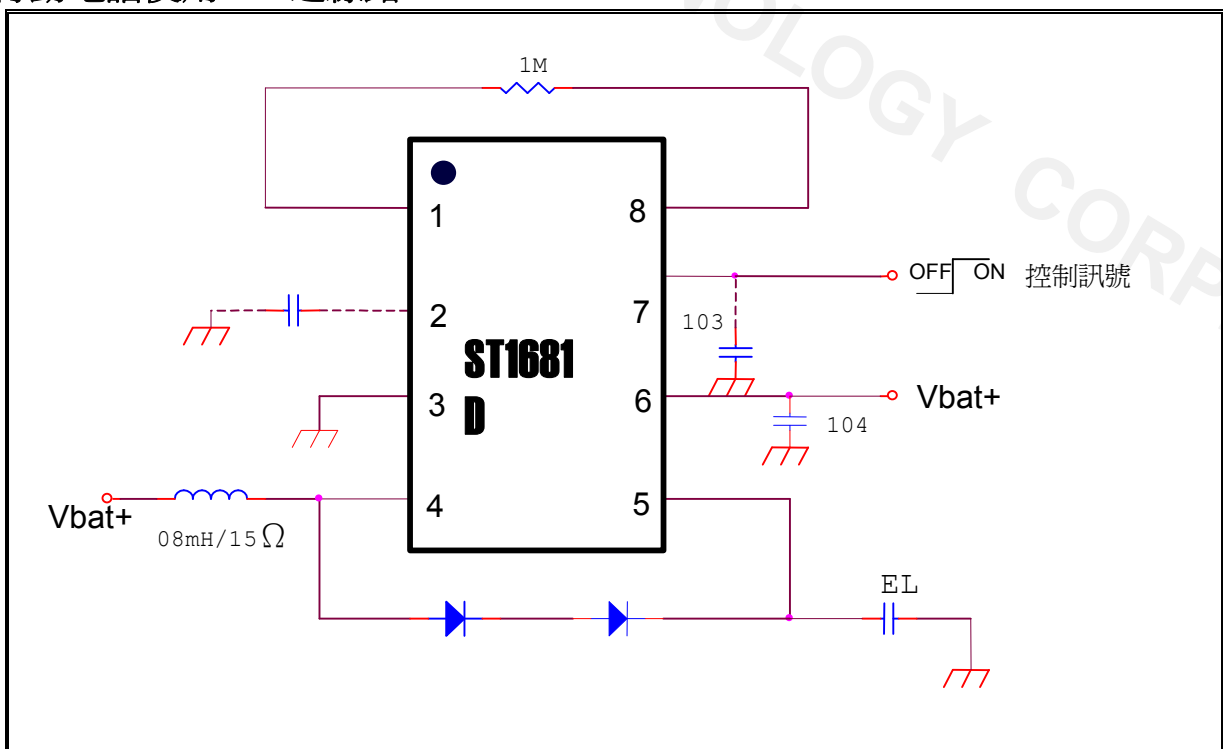 NOLOGY CORP
1M
1
8
OFF ON 控制訊號
2
7
103
ST1681
D
3
6
Vbat+
104
4
5
Vbat+
08mH/15Ω
EL